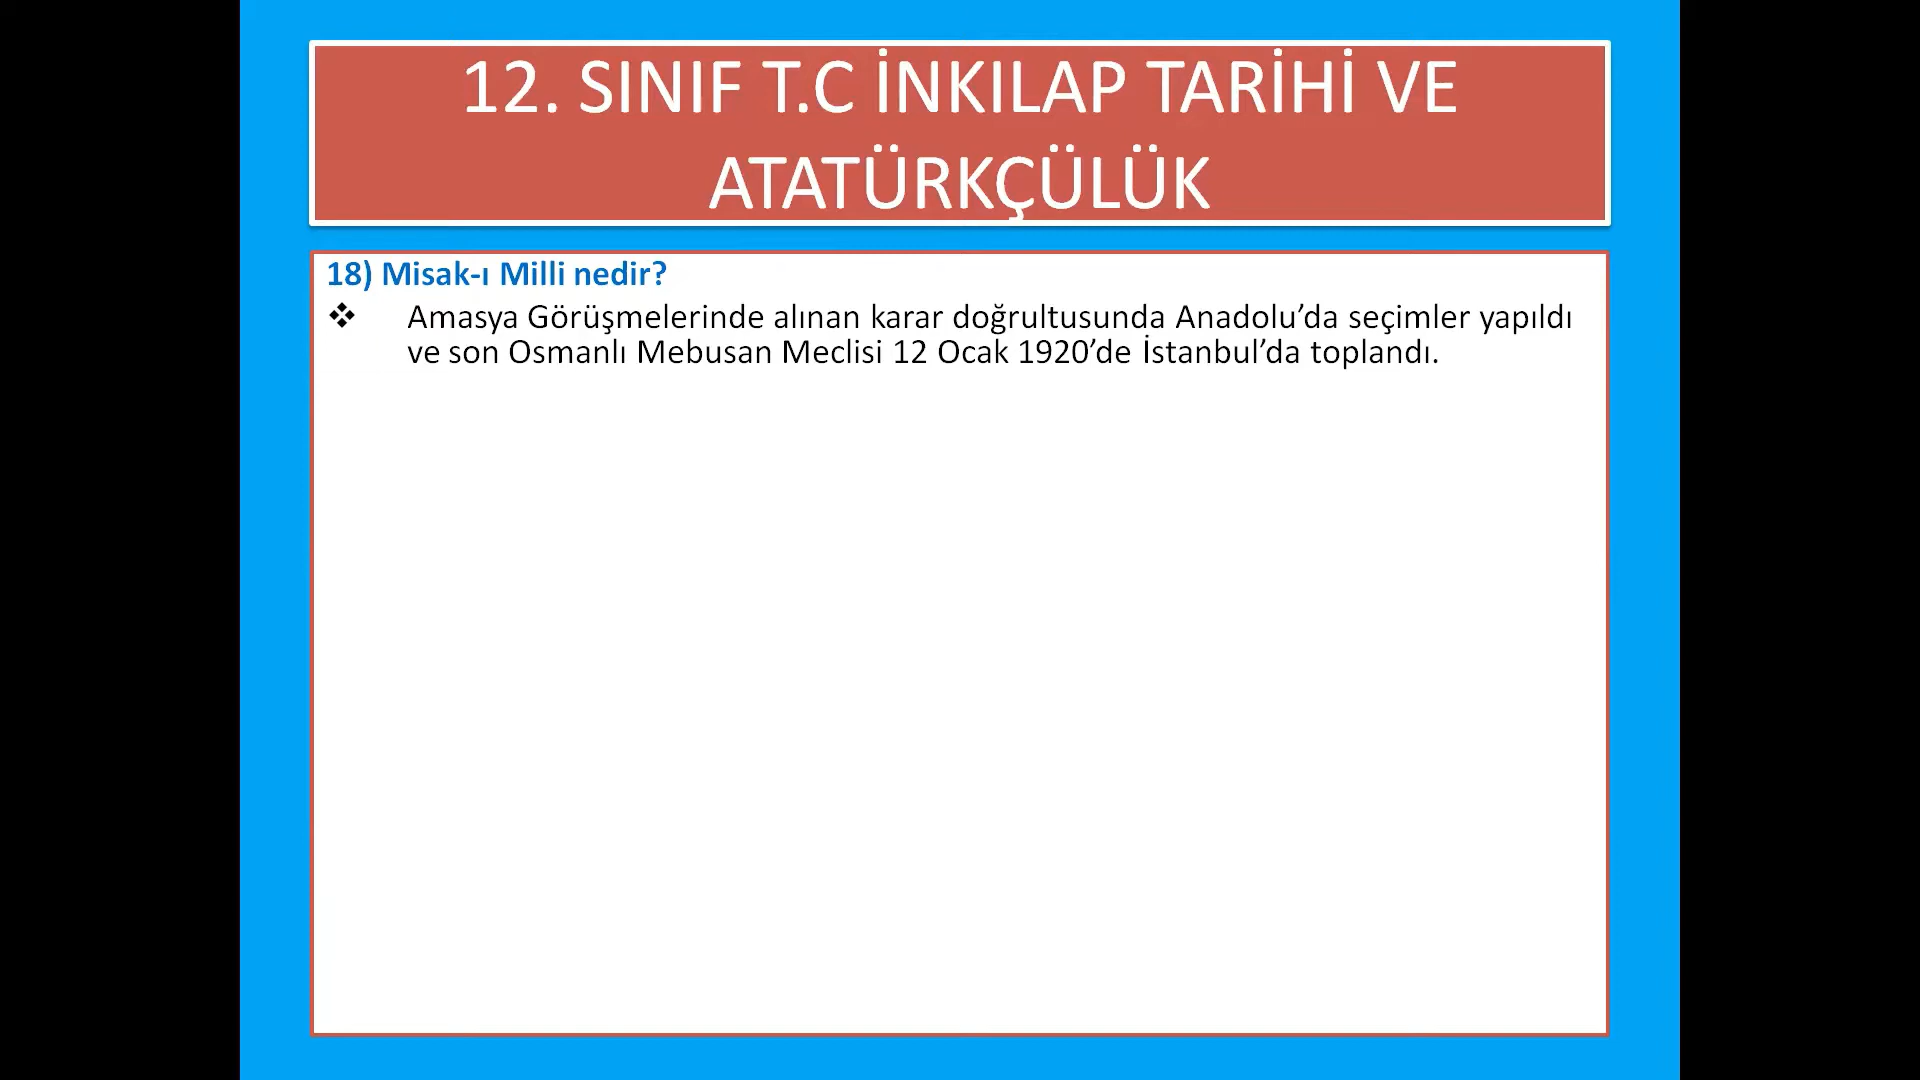 12. SINIF T.C İNKILAP TARİHİ VE
ATATÜRKÇÜLÜK
18) Misak-ı Milli nedir?
❖ Amasya Görüşmelerinde alınan karar doğrultusunda Anadolu’da seçimler yapıldı
ve son Osmanlı Mebusan Meclisi 12 Ocak 1920’de İstanbul’da toplandı.